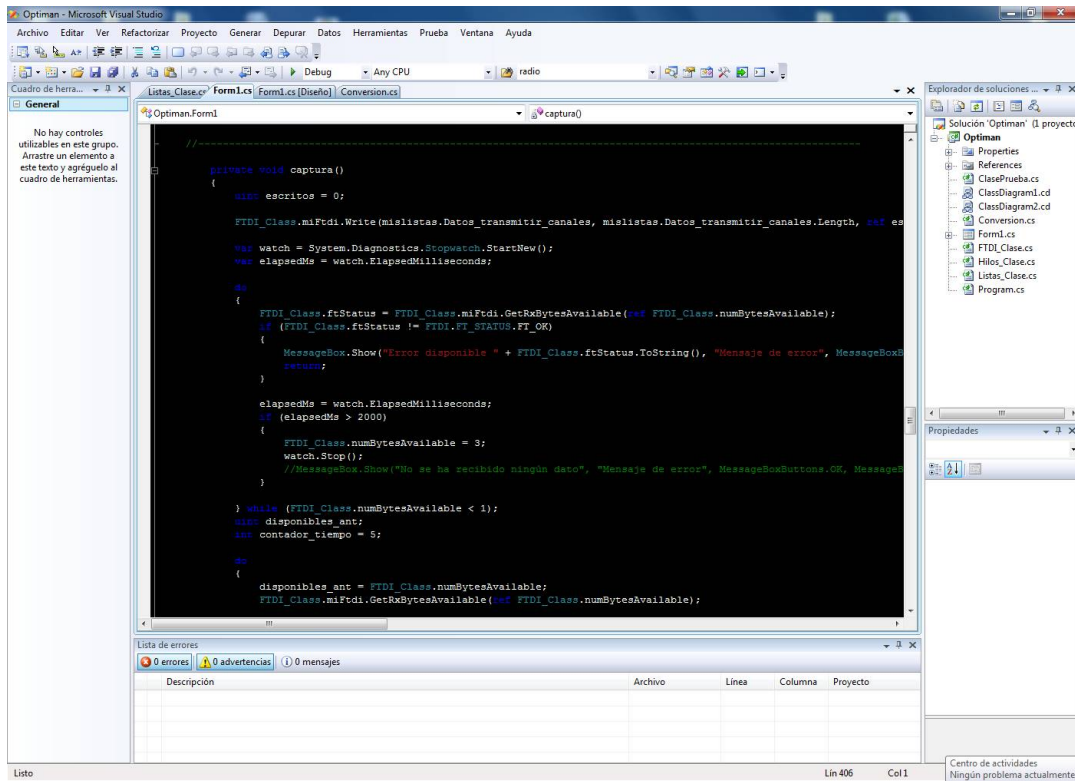 Optiman - Microsoft Visual Studio
Archivo Editar Ver Refactorizar Proyecto Generar Depurar Datos Herramientas Prueba Ventana Ayuda
Debug Any CPU radio
Cuadro de herra...
General
No hay controles
utilizables en este grupo.
Arrastre un elemento a
este texto y agréguelo al
cuadro de herramientas.
Listas_Clase.cs Form1.cs Form1.cs [Diseño] Conversion.cs
Optiman.Form1 captura()
private void captura()
{
uint escritos = 0;
FTDI_Class.miFtdi.Write(mislistas.Datos_transmitir_canales, mislistas.Datos_transmitir_canales.Length, ref es
var watch = System.Diagnostics.Stopwatch.StartNew();
var elapsedMs = watch.ElapsedMilliseconds;
do
{
FTDI_Class.ftStatus = FTDI_Class.miFtdi.GetRxBytesAvailable(ref FTDI_Class.numBytesAvailable);
if (FTDI_Class.ftStatus != FTDI.FT_STATUS.FT_OK)
{
MessageBox.Show("Error disponible " + FTDI_Class.ftStatus.ToString(), "Mensaje de error", MessageBoxB
return;
}
elapsedMs = watch.ElapsedMilliseconds;
if (elapsedMs > 2000)
{
FTDI_Class.numBytesAvailable = 3;
watch.Stop();
//MessageBox.Show("No se ha recibido ningún dato", "Mensaje de error", MessageBoxButtons.OK, MessageB
}
} while (FTDI_Class.numBytesAvailable < 1);
uint disponibles_ant;
int contador_tiempo = 5;
do
{
disponibles_ant = FTDI_Class.numBytesAvailable;
FTDI_Class.miFtdi.GetRxBytesAvailable(ref FTDI_Class.numBytesAvailable);
Explorador de soluciones ...
Solución 'Optiman' (1 proyecto
Optiman
Properties
References
ClasePrueba.cs
ClassDiagram1.cd
ClassDiagram2.cd
Conversion.cs
Form1.cs
FTDI_Clase.cs
Hilos_Clase.cs
Listas_Clase.cs
Program.cs
Propiedades
Lista de errores
0 errores 0 advertencias 0 mensajes
Descripción Archivo Línea Columna Proyecto
Listo Lín 406 Col 1
Centro de actividades
Ningún problema actualmente